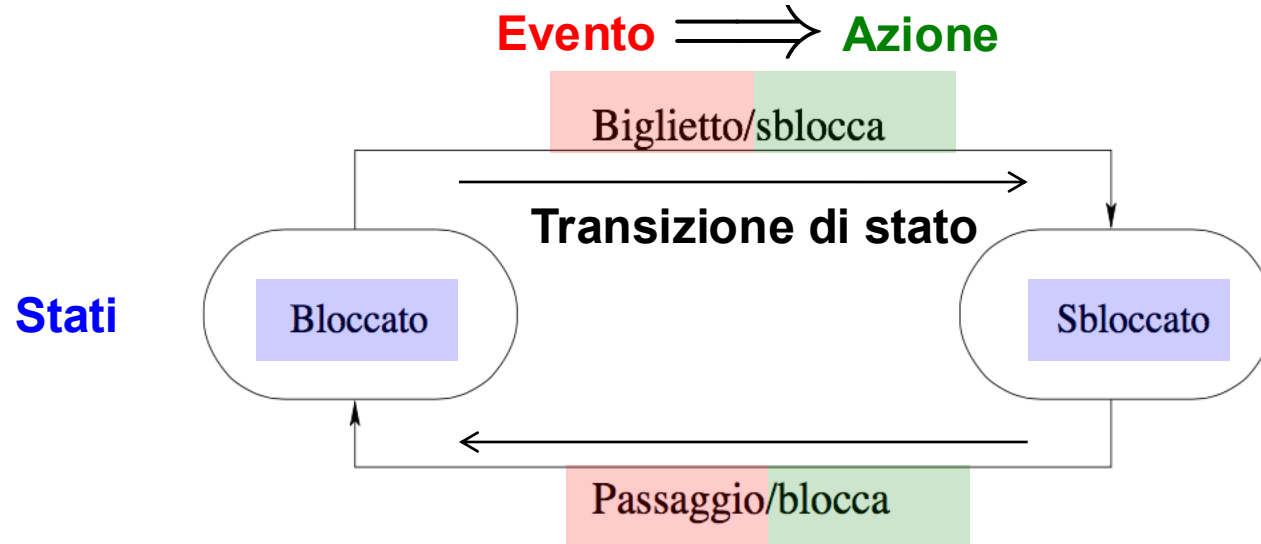 Evento Azione
Biglietto/sblocca
Transizione di stato
Stati
Bloccato
Sbloccato
Passaggio/blocca